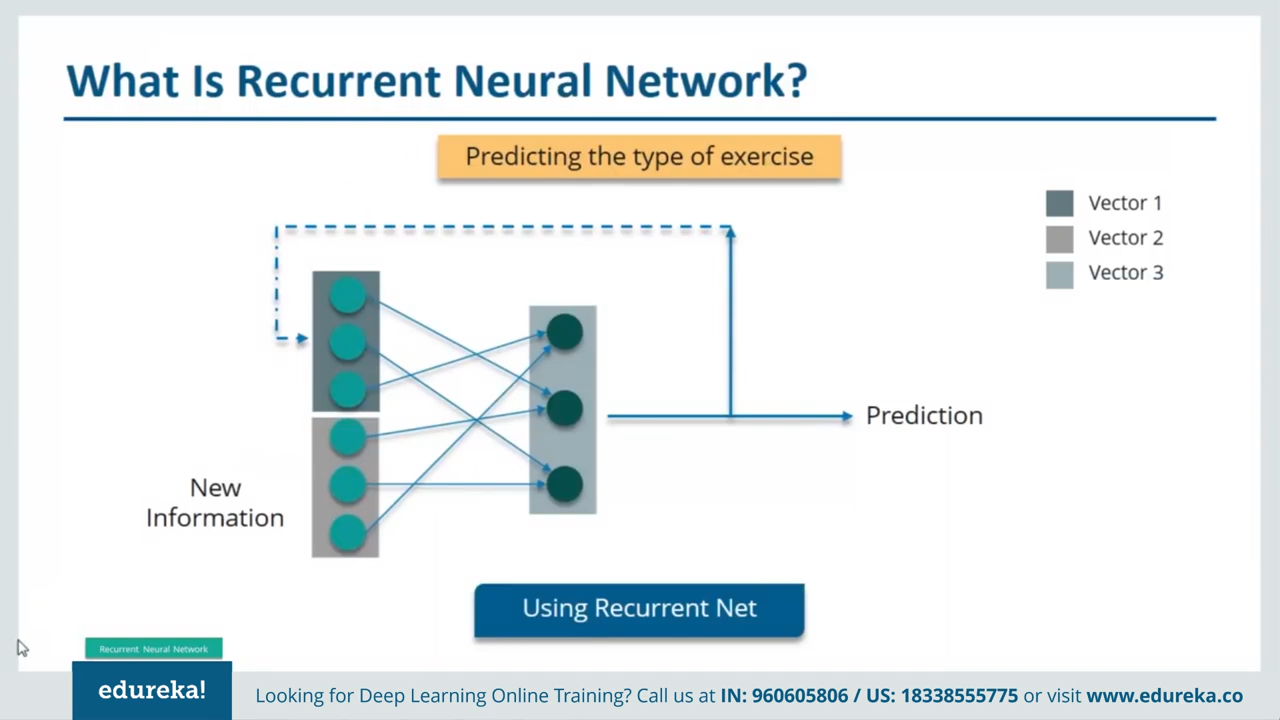 What Is Recurrent Neural Network?
Predicting the type of exercise
Vector 1
Vector 2
Vector 3
Prediction
New
Information
Using Recurrent Net
Recurrent Neural Network
edureka!
Looking for Deep Learning Online Training? Call us at IN: 960605806 / US: 18338555775 or visit www.edureka.co